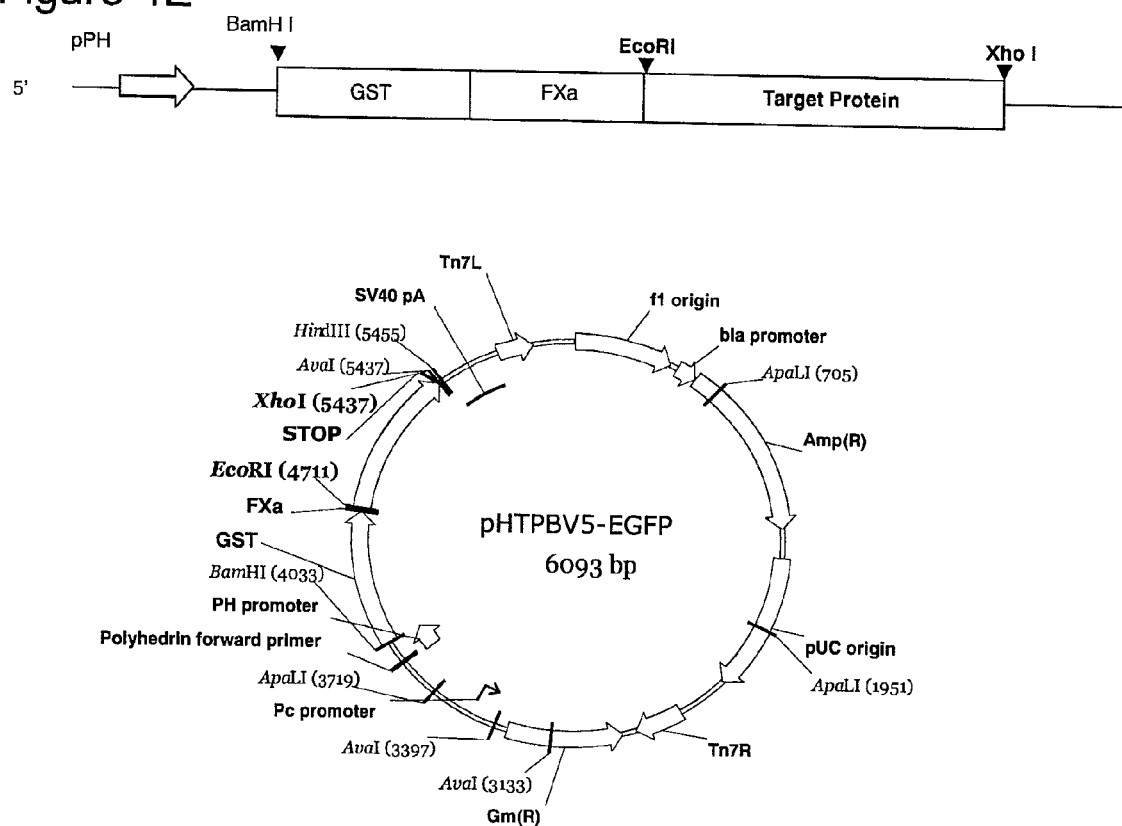 Figure 4E
pPH
BamH I
EcoRI
Xho I
5'
GST
FXa
Target Protein
Tn7L
SV40 pA
f1 origin
HindIII (5455)
bla promoter
AvaI (5437)
ApaLI (705)
XhoI (5437)
STOP
Amp(R)
EcoRI (4711)
FXa
pHTPBV5-EGFP
GST
6093 bp
BamHI (4033)
PH promoter
Polyhedrin forward primer
pUC origin
ApaLI (3719)
ApaLI (1951)
Pc promoter
AvaI (3397)
Tn7R
AvaI (3133)
Gm(R)